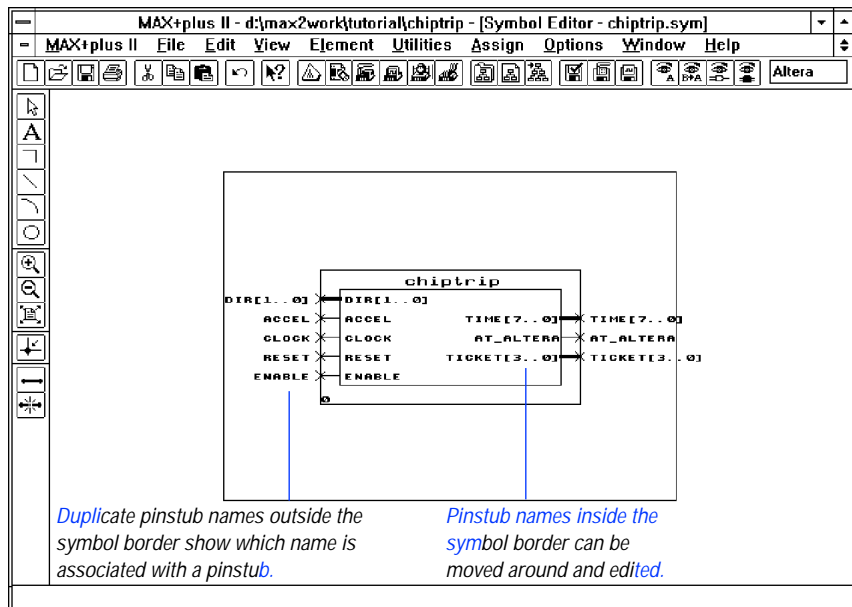 MAX+plus II - d:\max2work\tutorial\chiptrip - [Symbol Editor - chiptrip.sym]
MAX+plus II File Edit View Element Utilities Assign Options Window Help
Altera
A
chiptrip
DIR[1..0] DIR[1..0]
ACCEL ACCEL TIME[7..0] TIME[7..0]
CLOCK CLOCK AT_ALTERA AT_ALTERA
RESET RESET TICKET[3..0] TICKET[3..0]
ENABLE ENABLE
0
Duplicate pinstub names outside the
symbol border show which name is
associated with a pinstub.
Pinstub names inside the
symbol border can be
moved around and edited.